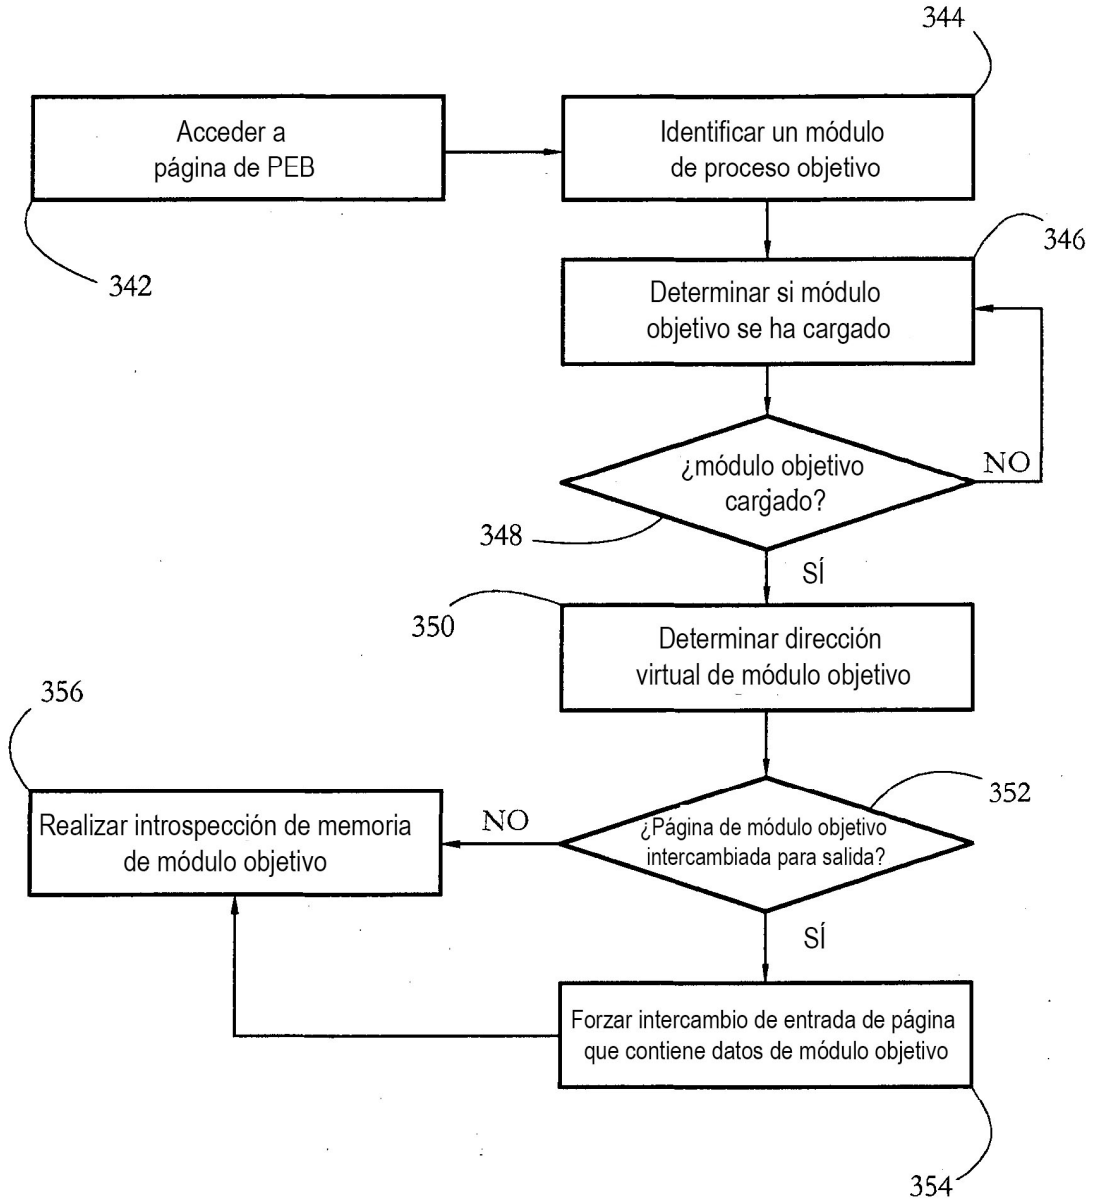 344
Acceder a
página de PEB
Identificar un módulo
de proceso objetivo
342
346
Determinar si módulo
objetivo se ha cargado
¿módulo objetivo
cargado?
NO
348
SÍ
350
Determinar dirección
virtual de módulo objetivo
356
352
Realizar introspección de memoria
de módulo objetivo
NO
¿Página de módulo objetivo
intercambiada para salida?
SÍ
Forzar intercambio de entrada de página
que contiene datos de módulo objetivo
354